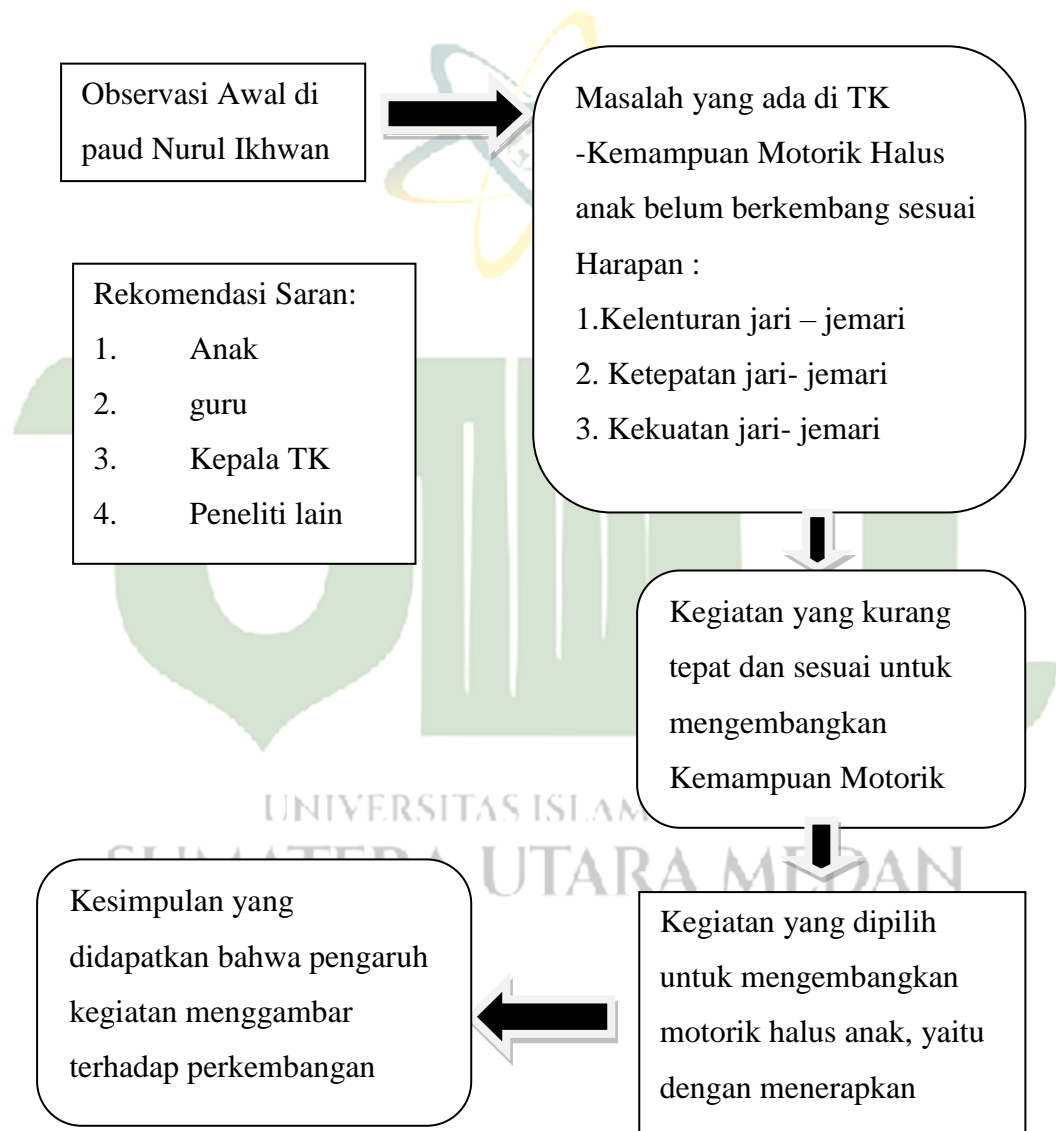 Observasi Awal di
paud Nurul Ikhwan
Masalah yang ada di TK
-Kemampuan Motorik Halus
anak belum berkembang sesuai
Harapan :
1.Kelenturan jari – jemari
2. Ketepatan jari- jemari
3. Kekuatan jari- jemari
Rekomendasi Saran:
1. Anak
2. guru
3. Kepala TK
4. Peneliti lain
Kegiatan yang kurang
tepat dan sesuai untuk
mengembangkan
Kemampuan Motorik
UNIVERSITAS ISLAM
SUMATERA UTARA MEDAN
Kegiatan yang dipilih
untuk mengembangkan
motorik halus anak, yaitu
dengan menerapkan
Kesimpulan yang
didapatkan bahwa pengaruh
kegiatan menggambar
terhadap perkembangan